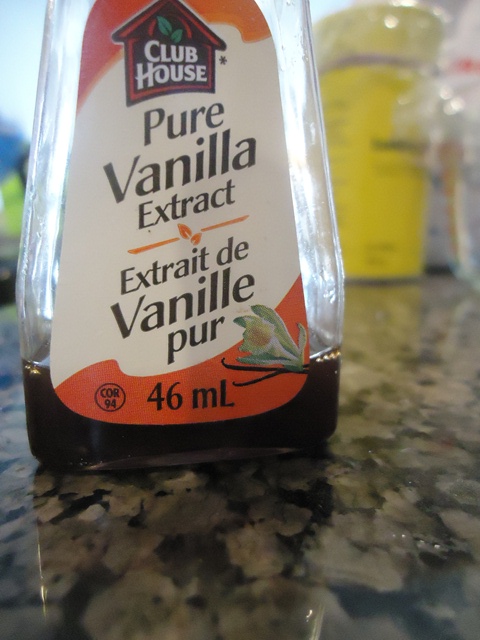 CLUB
HOUSE*
Pure
Vanilla
Extract
Extrait de
Vanille
pur
COR
94
46 mL